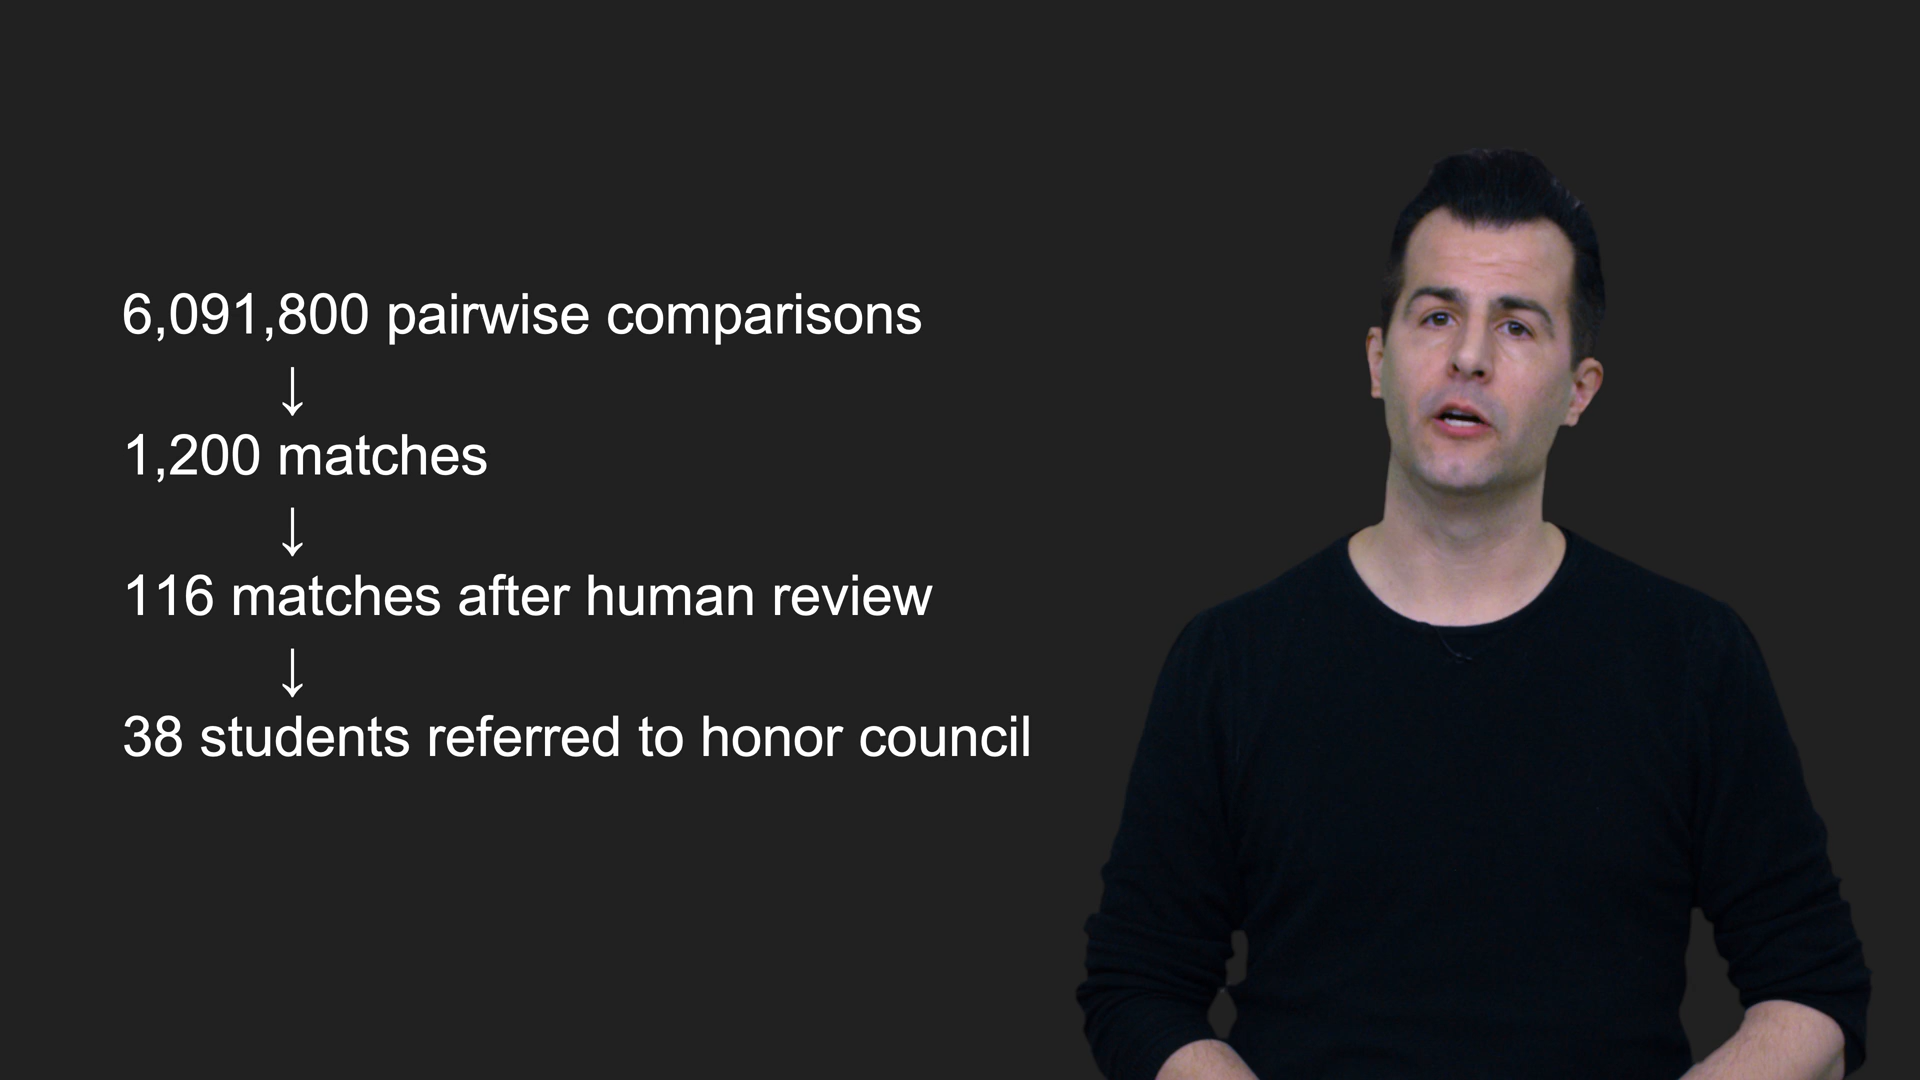 6,091,800 pairwise comparisons
↓
1,200 matches
↓
116 matches after human review
↓
38 students referred to honor council